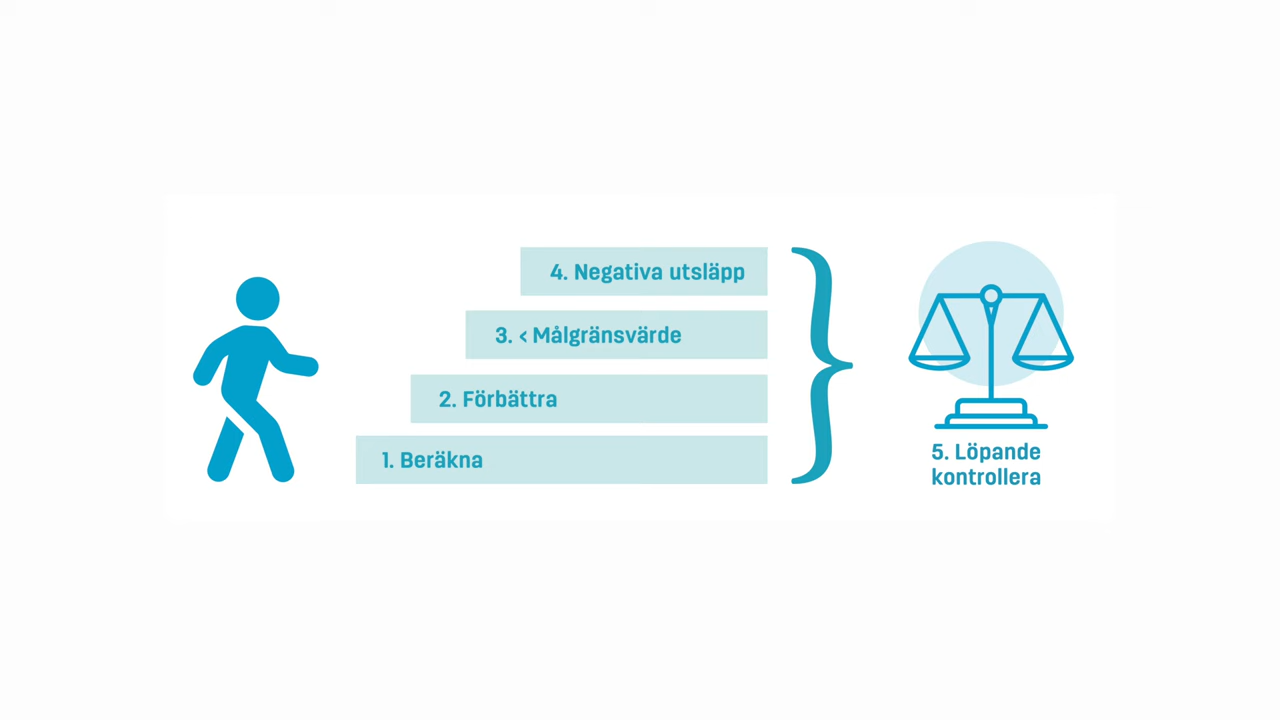 4. Negativa utsläpp
3. < Målgränsvärde
2. Förbättra
1. Beräkna
5. Löpande
kontrollera